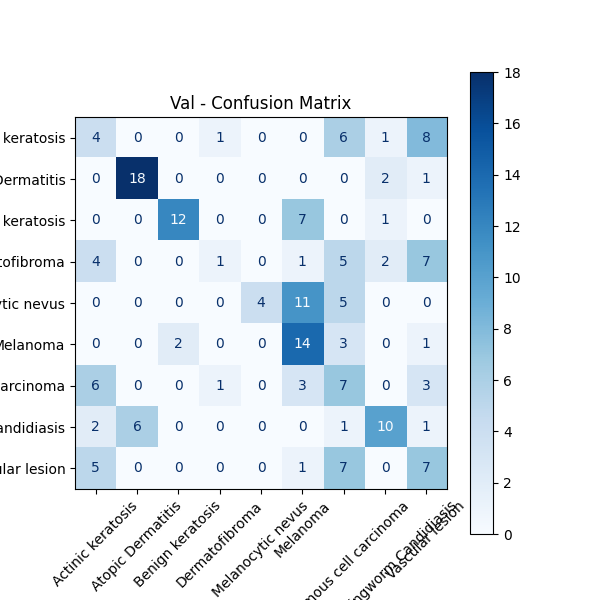 Val - Confusion Matrix
keratosis 4 0 0 1 0 0 6 1 8
Dermatitis 0 18 0 0 0 0 0 2 1
keratosis 0 0 12 0 0 7 0 1 0
tofibroma 4 0 0 1 0 1 5 2 7
ytic nevus 0 0 0 0 4 11 5 0 0
Melanoma 0 0 2 0 0 14 3 0 1
arcinoma 6 0 0 1 0 3 7 0 3
andidiasis 2 6 0 0 0 0 1 10 1
ular lesion 5 0 0 0 0 1 7 0 7
Actinic keratosis
Atopic Dermatitis
Benign keratosis
Dermatofibroma
Melanocytic nevus
Melanoma
mous cell carcinoma
ngworm Candidiasis
Vascular lesion
18
16
14
12
10
8
6
4
2
0